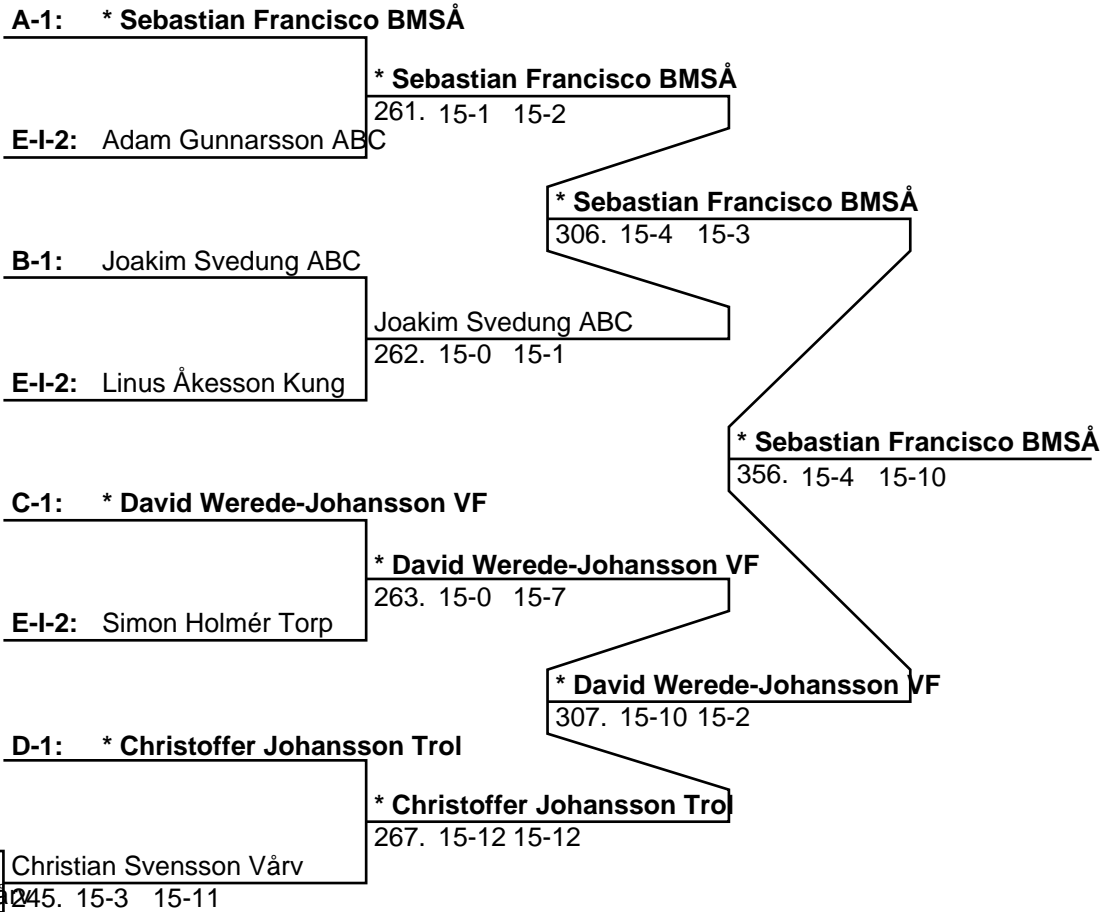 A-1: * Sebastian Francisco BMSÅ
* Sebastian Francisco BMSÅ
261. 15-1 15-2
E-I-2: Adam Gunnarsson ABC
* Sebastian Francisco BMSÅ
306. 15-4 15-3
B-1: Joakim Svedung ABC
Joakim Svedung ABC
262. 15-0 15-1
E-I-2: Linus Åkesson Kung
* Sebastian Francisco BMSÅ
356. 15-4 15-10
C-1: * David Werede-Johansson VF
* David Werede-Johansson VF
263. 15-0 15-7
E-I-2: Simon Holmér Torp
* David Werede-Johansson VF
307. 15-10 15-2
D-1: * Christoffer Johansson Trol
* Christoffer Johansson Trol
267. 15-12 15-12
Christian Svensson Vårv
245. 15-3 15-11